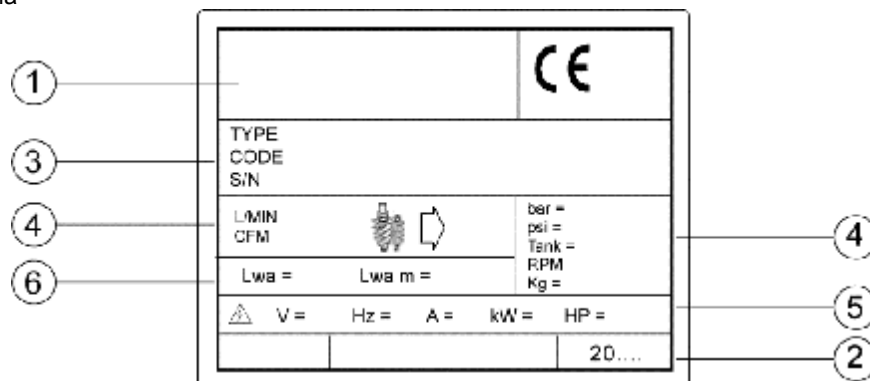 1
CE
TYPE
3
CODE
S/N
4
L/MIN
CFM
bar =
psi =
Tank =
RPM
Kg =
4
6
Lwa = Lwa m =
V = Hz = A = kW = HP =
5
20....
2